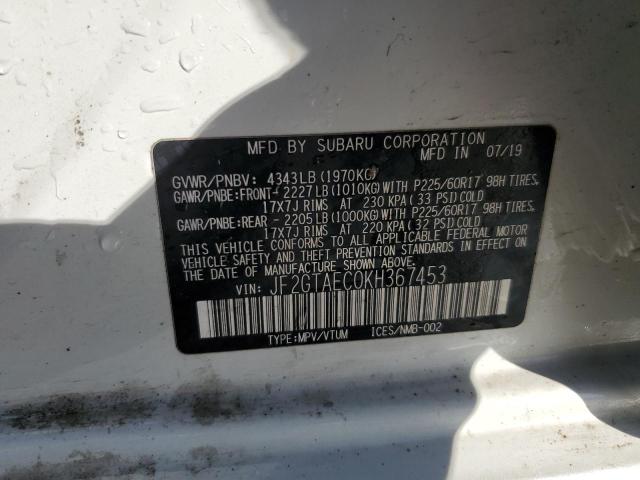 MFD BY SUBARU CORPORATION
MFD IN 07/19
GVWR/PNBV: 4343LB(1970KG)
GAWR/PNBE:FRONT- 2227LB(1010KG)WITH P225/60R17 98H TIRES,
17X7J RIMS AT 230 KPA (33 PSI)COLD
GAWR/PNBE:REAR - 2205LB(1000KG)WITH P225/60R17 98H TIRES,
17X7J RIMS AT 220 KPA(32 PSI)COLD
THIS VEHICLE CONFORMS TO ALL APPLICABLE FEDERAL MOTOR
VEHICLE SAFETY AND THEFT PREVENTION STANDARDS IN EFFECT
ON THE DATE OF MANUFACTURE SHOWN ABOVE.
VIN: JF2GTAEC0KH367453
TYPE:MPV/VTUM ICES/NMB-002